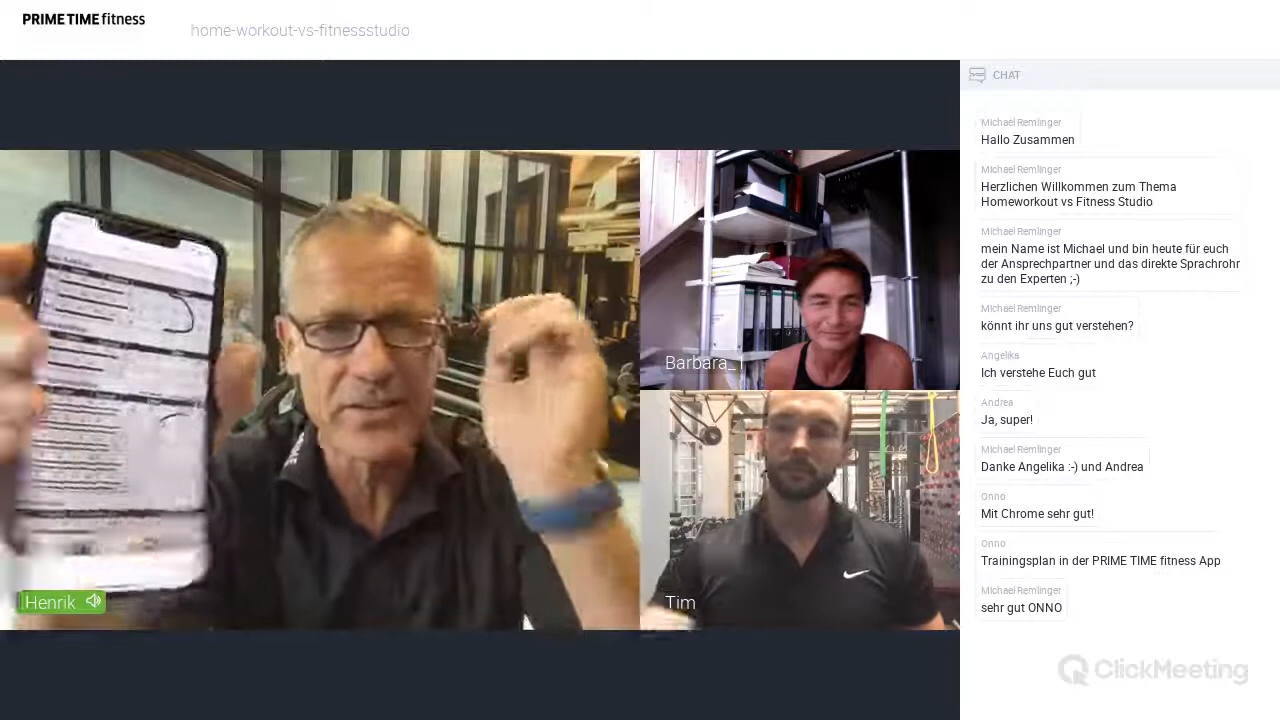 PRIME TIME fitness
home-workout-vs-fitnessstudio
CHAT
Michael Remlinger
Hallo Zusammen
Michael Remlinger
Herzlichen Willkommen zum Thema
Homeworkout vs Fitness Studio
Michael Remlinger
mein Name ist Michael und bin heute für euch
der Ansprechpartner und das direkte Sprachrohr
zu den Experten ;-)
Michael Remlinger
könnt ihr uns gut verstehen?
Angelika
Ich verstehe Euch gut
Andrea
Ja, super!
Michael Remlinger
Danke Angelika :-) und Andrea
Onno
Mit Chrome sehr gut!
Onno
Trainingsplan in der PRIME TIME fitness App
Michael Remlinger
sehr gut ONNO
Barbara_1
Henrik
Tim
ClickMeeting